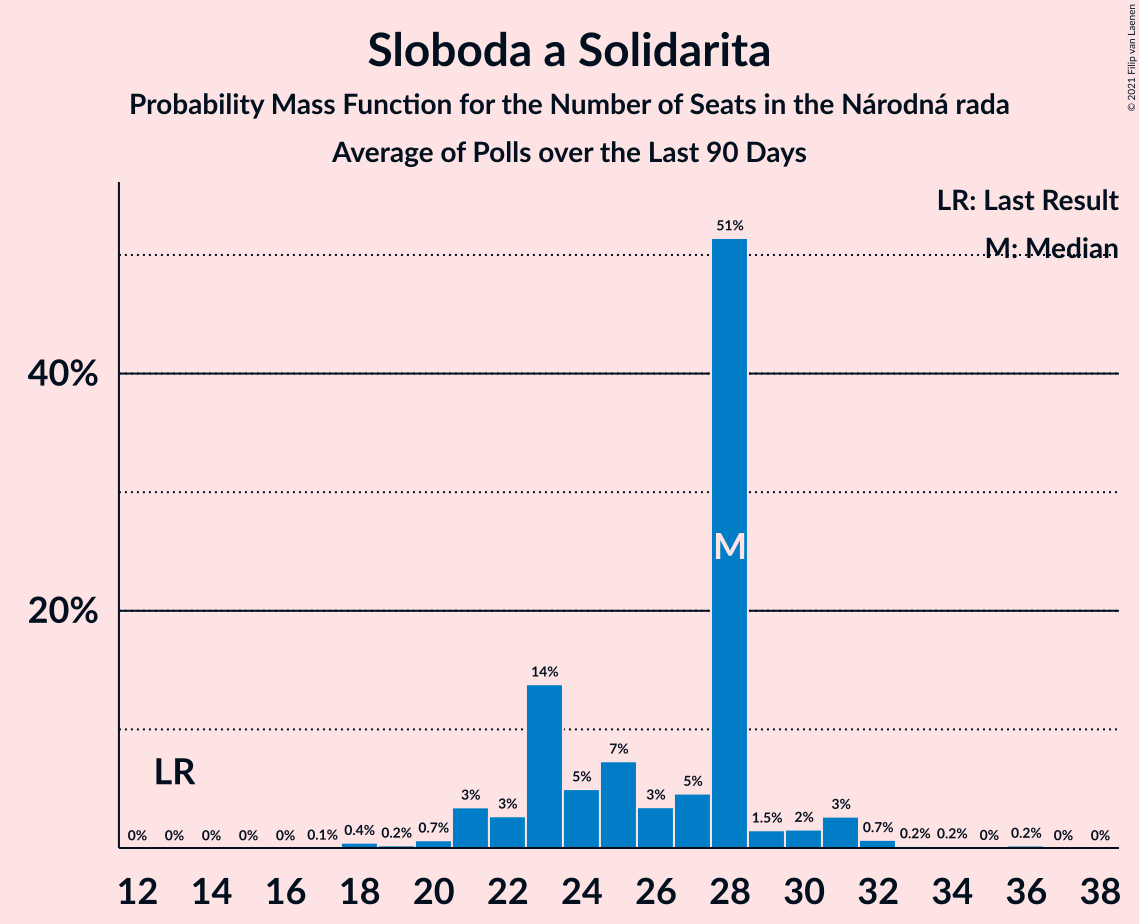 Sloboda a Solidarita
Probability Mass Function for the Number of Seats in the Národná rada
Average of Polls over the Last 90 Days
© 2021 Filip van Laenen
LR: Last Result
M: Median
40%
20%
LR
M
0% 0% 0% 0% 0% 0.1% 0.4% 0.2% 0.7% 3% 3% 14% 5% 7% 3% 5% 51% 1.5% 2% 3% 0.7% 0.2% 0.2% 0% 0.2% 0% 0%
12 14 16 18 20 22 24 26 28 30 32 34 36 38